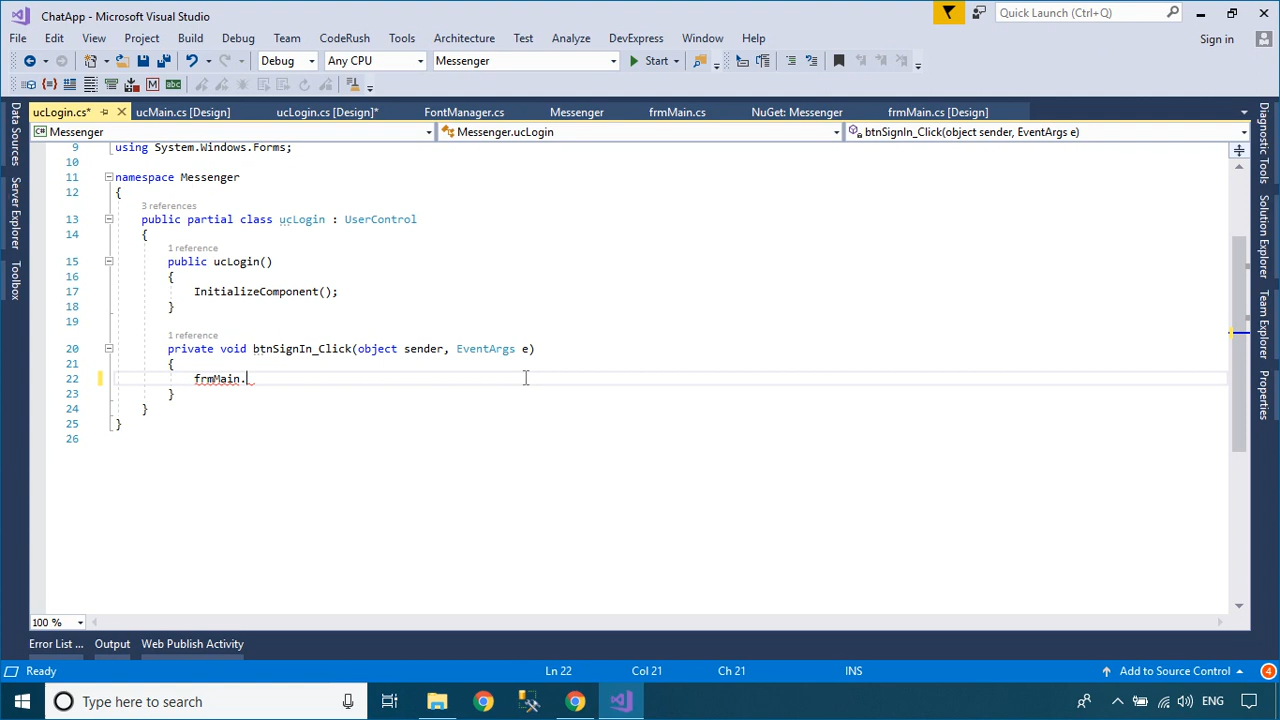 ChatApp - Microsoft Visual Studio
Quick Launch (Ctrl+Q)
File Edit View Project Build Debug Team CodeRush Tools Architecture Test Analyze DevExpress Window Help
Sign in
Debug Any CPU Messenger Start
M abc
ucLogin.cs* ucMain.cs [Design] ucLogin.cs [Design]* FontManager.cs Messenger frmMain.cs NuGet: Messenger frmMain.cs [Design]
C# Messenger Messenger.ucLogin btnSignIn_Click(object sender, EventArgs e)
Data Sources
Server Explorer
Toolbox
9 using System.Windows.Forms;
10
11 namespace Messenger
12 {
3 references
13 public partial class ucLogin : UserControl
14 {
1 reference
15 public ucLogin()
16 {
17 InitializeComponent();
18 }
19
1 reference
20 private void btnSignIn_Click(object sender, EventArgs e)
21 {
22 frmMain.
23 }
24 }
25 }
26
Diagnostic Tools
Solution Explorer
Team Explorer
Properties
100 %
Error List ... Output Web Publish Activity
Ready Ln 22 Col 21 Ch 21 INS Add to Source Control 4
Type here to search
ENG